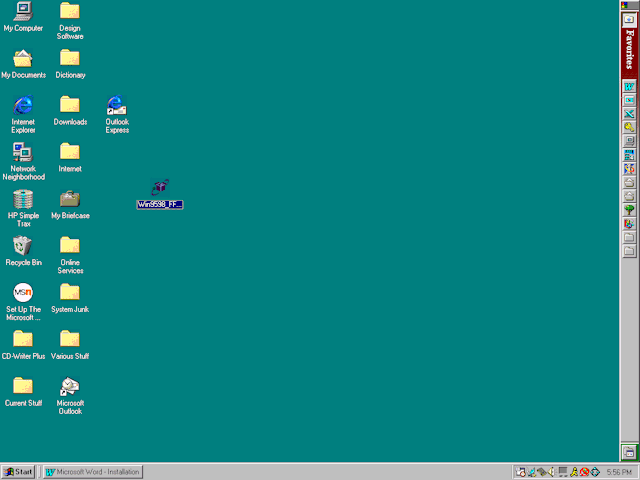 My Computer
Design
Software
My Documents
Dictionary
Internet
Explorer
Downloads
Outlook
Express
Network
Neighborhood
Internet
HP Simple
Trax
My Briefcase
Win9598_FF...
Recycle Bin
Online
Services
MSN
Set Up The
Microsoft ...
System Junk
CD-Writer Plus
Various Stuff
Current Stuff
Microsoft
Outlook
Favorites
Start
Microsoft Word - Installation
5:56 PM